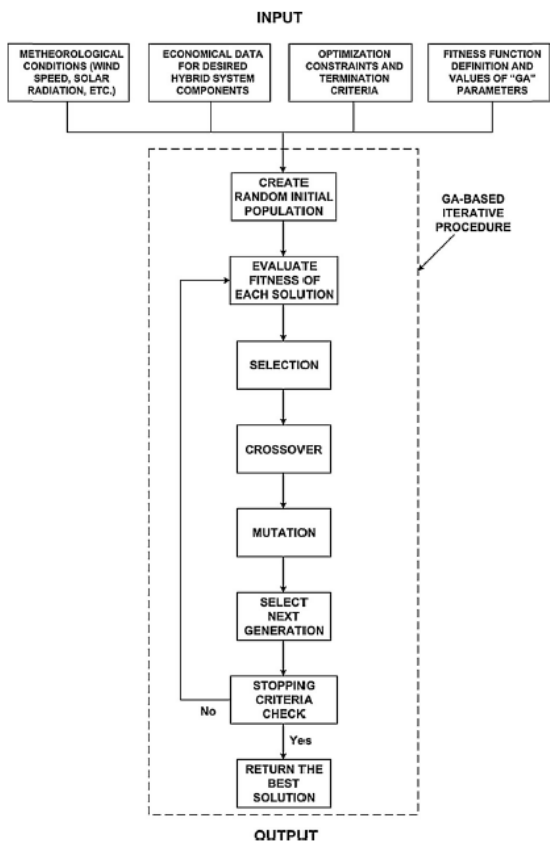 INPUT
METHEOROLOGICAL
CONDITIONS (WIND
SPEED, SOLAR
RADIATION, ETC.)
ECONOMICAL DATA
FOR DESIRED
HYBRID SYSTEM
COMPONENTS
OPTIMIZATION
CONSTRAINTS AND
TERMINATION
CRITERIA
FITNESS FUNCTION
DEFINITION AND
VALUES OF "GA"
PARAMETERS
CREATE
RANDOM INITIAL
POPULATION
GA-BASED
ITERATIVE
PROCEDURE
EVALUATE
FITNESS OF
EACH SOLUTION
SELECTION
CROSSOVER
MUTATION
SELECT
NEXT
GENERATION
STOPPING
CRITERIA
CHECK
No
Yes
RETURN THE
BEST
SOLUTION
OUTPUT